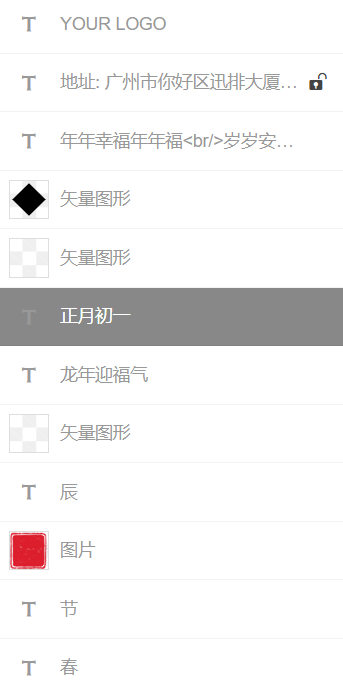 YOUR LOGO
地址: 广州市你好区迅排大厦...
年年幸福年年福<br/>岁岁安...
矢量图形
矢量图形
正月初一
龙年迎福气
矢量图形
辰
图片
节
春